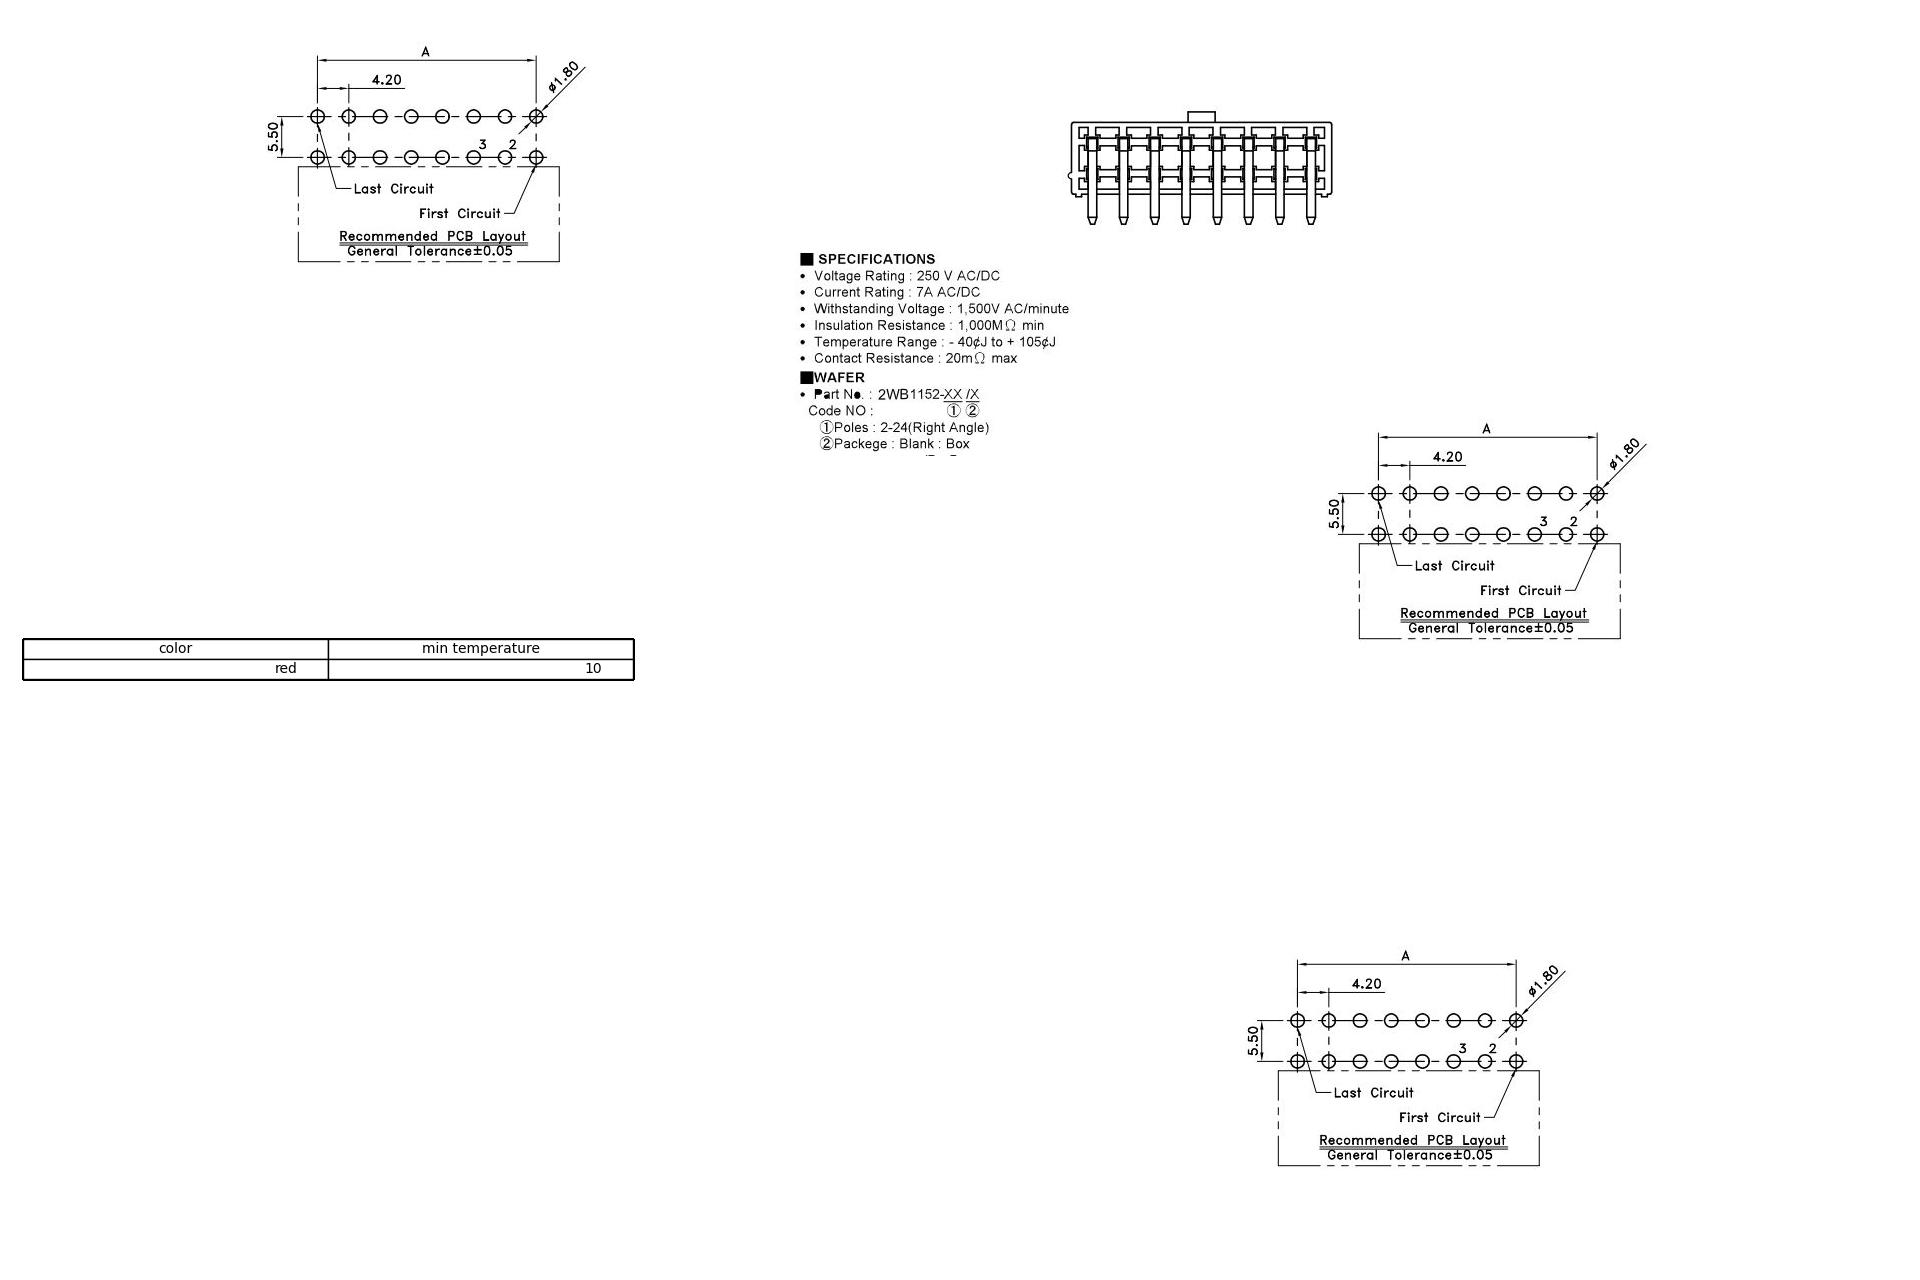 A
4.20
ø1.80
5.50
3 2
Last Circuit
First Circuit
Recommended PCB Layout
General Tolerance±0.05
■ SPECIFICATIONS
• Voltage Rating : 250 V AC/DC
• Current Rating : 7A AC/DC
• Withstanding Voltage : 1,500V AC/minute
• Insulation Resistance : 1,000MΩ min
• Temperature Range : - 40¢J to + 105¢J
• Contact Resistance : 20mΩ max
■WAFER
• Part No. : 2WB1152-XX /X
Code NO : ① ②
①Poles : 2-24(Right Angle)
②Packege : Blank : Box
A
4.20
ø1.80
5.50
3 2
Last Circuit
First Circuit
Recommended PCB Layout
General Tolerance±0.05
color min temperature
red 10
A
4.20
ø1.80
5.50
3 2
Last Circuit
First Circuit
Recommended PCB Layout
General Tolerance±0.05